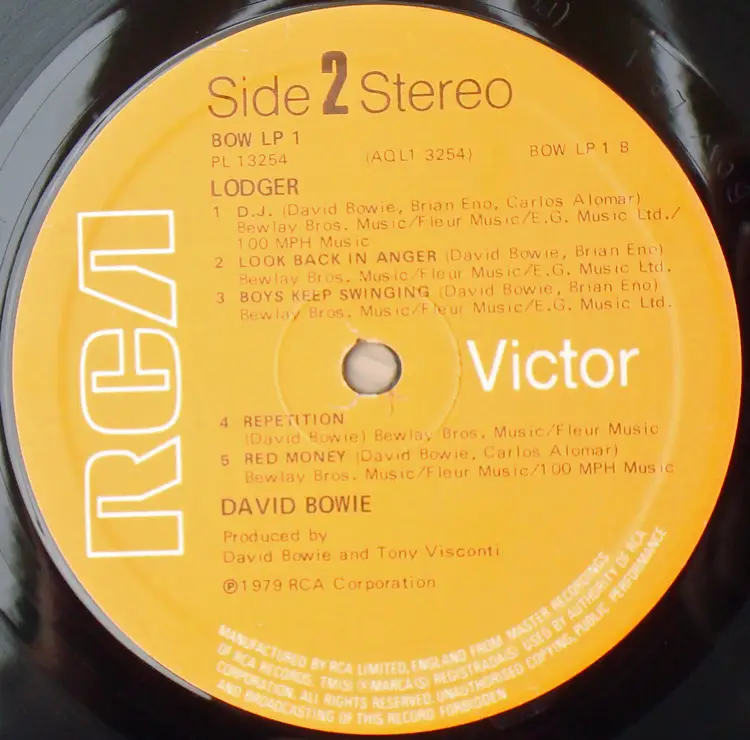 Side 2 Stereo
BOW LP 1
PL 13254 (AQL1 3254) BOW LP 1 B
LODGER
1 D.J. (David Bowie, Brian Eno, Carlos Alomar)
Bewlay Bros. Music/Fleur Music/E.G. Music Ltd./
100 MPH Music
2 LOOK BACK IN ANGER (David Bowie, Brian Eno)
Bewlay Bros. Music/Fleur Music/E.G. Music Ltd.
3 BOYS KEEP SWINGING (David Bowie, Brian Eno)
Bewlay Bros. Music/Fleur Music/E.G. Music Ltd.
RCA
Victor
4 REPETITION
(David Bowie) Bewlay Bros. Music/Fleur Music
5 RED MONEY (David Bowie, Carlos Alomar)
Bewlay Bros. Music/Fleur Music/100 MPH Music
DAVID BOWIE
Produced by
David Bowie and Tony Visconti
℗ 1979 RCA Corporation
MANUFACTURED BY RCA LIMITED, ENGLAND FROM MASTER RECORDINGS
OF RCA RECORDS. TM(S) ® MARCA(S) REGISTRADA(S) USED BY AUTHORITY OF RCA
CORPORATION. ALL RIGHTS RESERVED. UNAUTHORISED COPYING, PUBLIC PERFORMANCE
AND BROADCASTING OF THIS RECORD FORBIDDEN